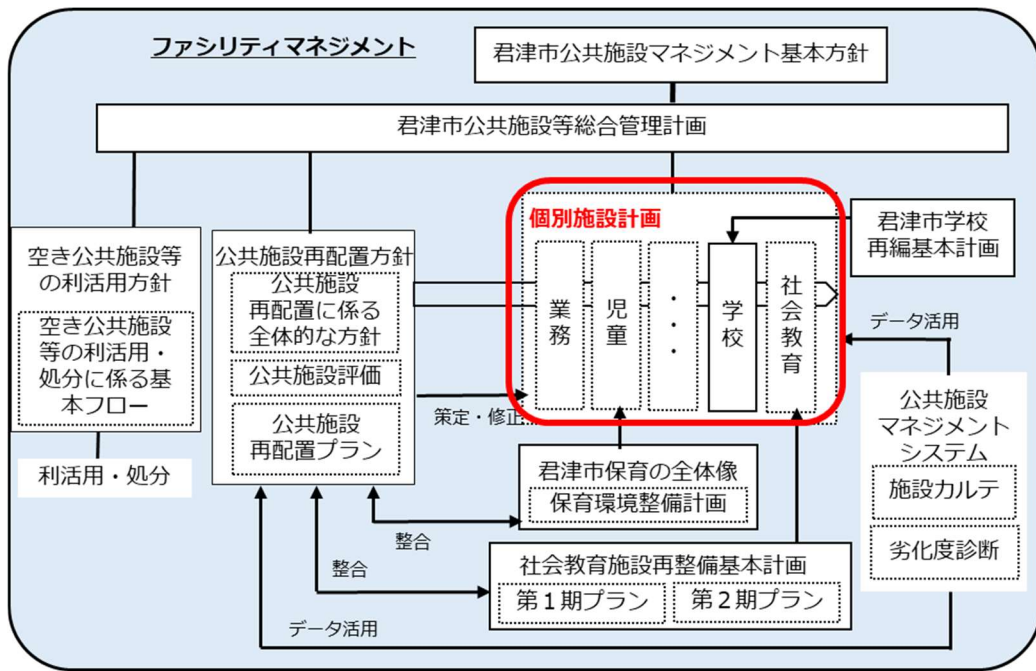 ファシリティマネジメント
君津市公共施設マネジメント基本方針
君津市公共施設等総合管理計画
空き公共施設等
の利活用方針
空き公共施設
等の利活用・
処分に係る基
本フロー
利活用・処分
公共施設再配置方針
公共施設
再配置に係る
全体的な方針
公共施設評価
公共施設
再配置プラン
策定・修正
個別施設計画
業務
児童
・・・
学校
社会教育
君津市学校
再編基本計画
データ活用
公共施設
マネジメント
システム
施設カルテ
劣化度診断
君津市保育の全体像
保育環境整備計画
整合
社会教育施設再整備基本計画
第1期プラン
第2期プラン
整合
データ活用